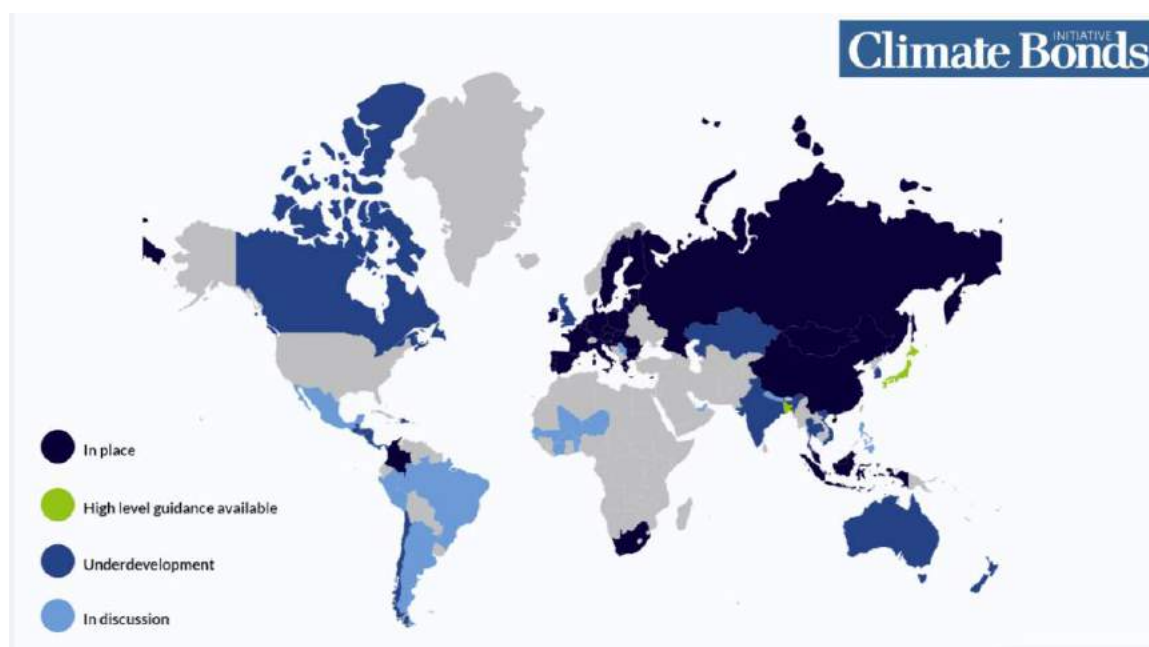 INITIATIVE
Climate Bonds
In place
High level guidance available
Underdevelopment
In discussion